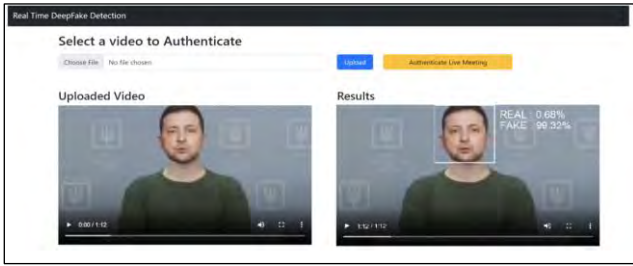 Real Time DeepFake Detection
Select a video to Authenticate
Choose File No file chosen
Upload
Authenticate Live Meeting
Uploaded Video
Results
REAL : 0.68%
FAKE : 99.32%
0:00 / 1:12
1:12 / 1:12